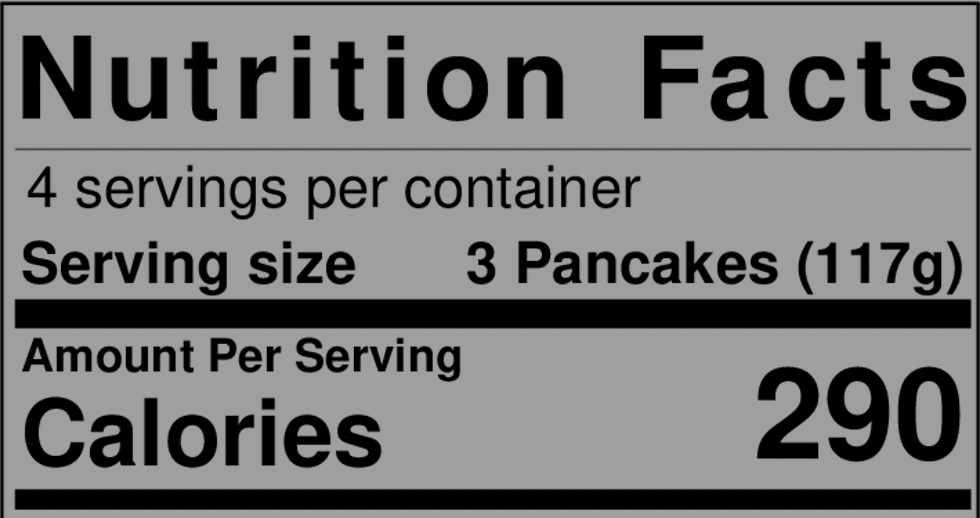 Nutrition Facts
4 servings per container
Serving size 3 Pancakes (117g)
Amount Per Serving
Calories 290